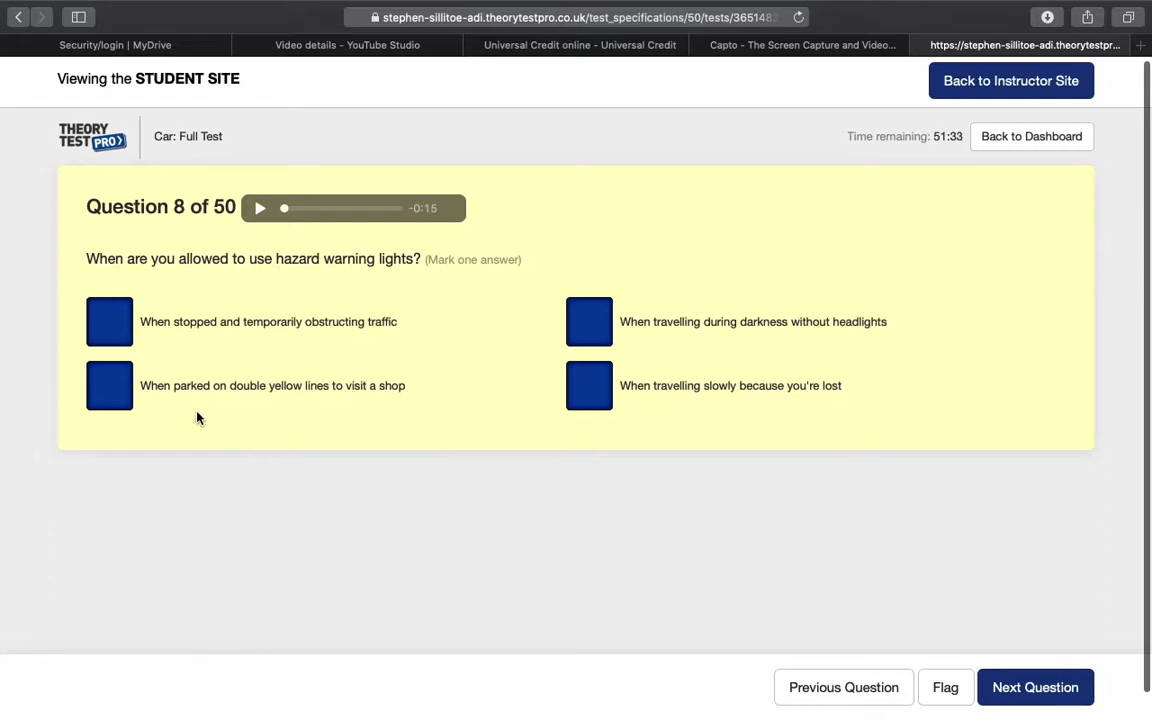 stephen-sillitoe-adi.theorytestpro.co.uk/test_specifications/50/tests/3651483
Security/login | MyDrive
Video details - YouTube Studio
Universal Credit online - Universal Credit
Capto - The Screen Capture and Video...
https://stephen-sillitoe-adi.theorytestpr...
Viewing the STUDENT SITE
Back to Instructor Site
THEORY
TEST PRO
Car: Full Test
Time remaining: 51:33
Back to Dashboard
Question 8 of 50
-0:15
When are you allowed to use hazard warning lights? (Mark one answer)
When stopped and temporarily obstructing traffic
When travelling during darkness without headlights
When parked on double yellow lines to visit a shop
When travelling slowly because you're lost
Previous Question
Flag
Next Question